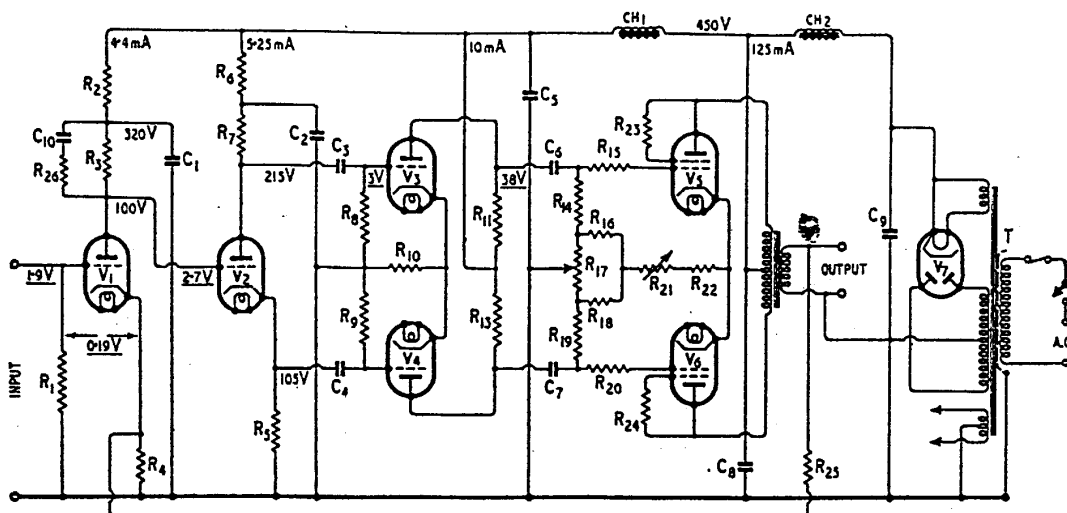 CH1
450V
CH2
4·4mA
5·25mA
10mA
125mA
R2
R6
C5
R23
C10
320V
R7
C2
C3
V3
C6
R15
V5
R26
R3
C1
215V
3V
38V
100V
R8
R11
R14
R16
C9
T
V1
V2
R10
R17
R21
R22
OUTPUT
V7
1·9V
2·7V
R9
R13
R18
R19
0·19V
V4
V6
INPUT
R1
105V
C4
C7
R20
R5
R24
R4
C8
R25